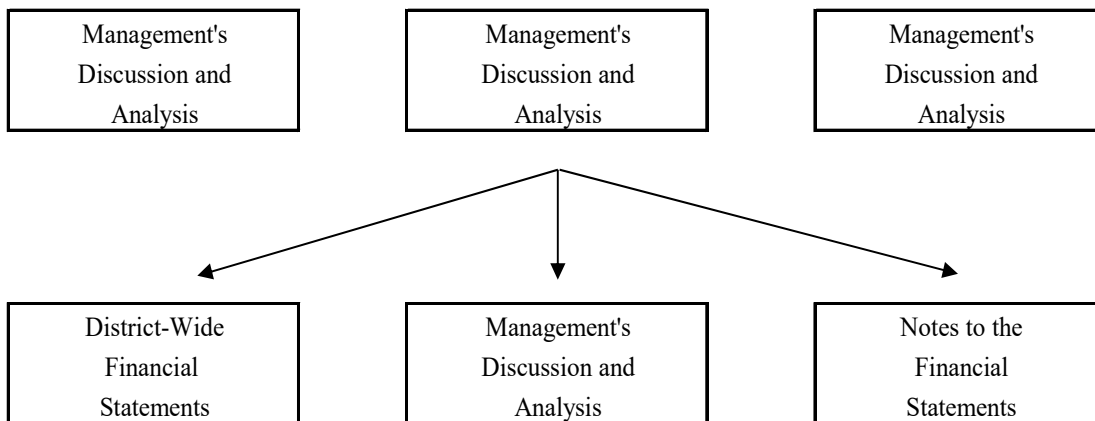 Management's
Discussion and
Analysis
Management's
Discussion and
Analysis
Management's
Discussion and
Analysis
District-Wide
Financial
Statements
Management's
Discussion and
Analysis
Notes to the
Financial
Statements